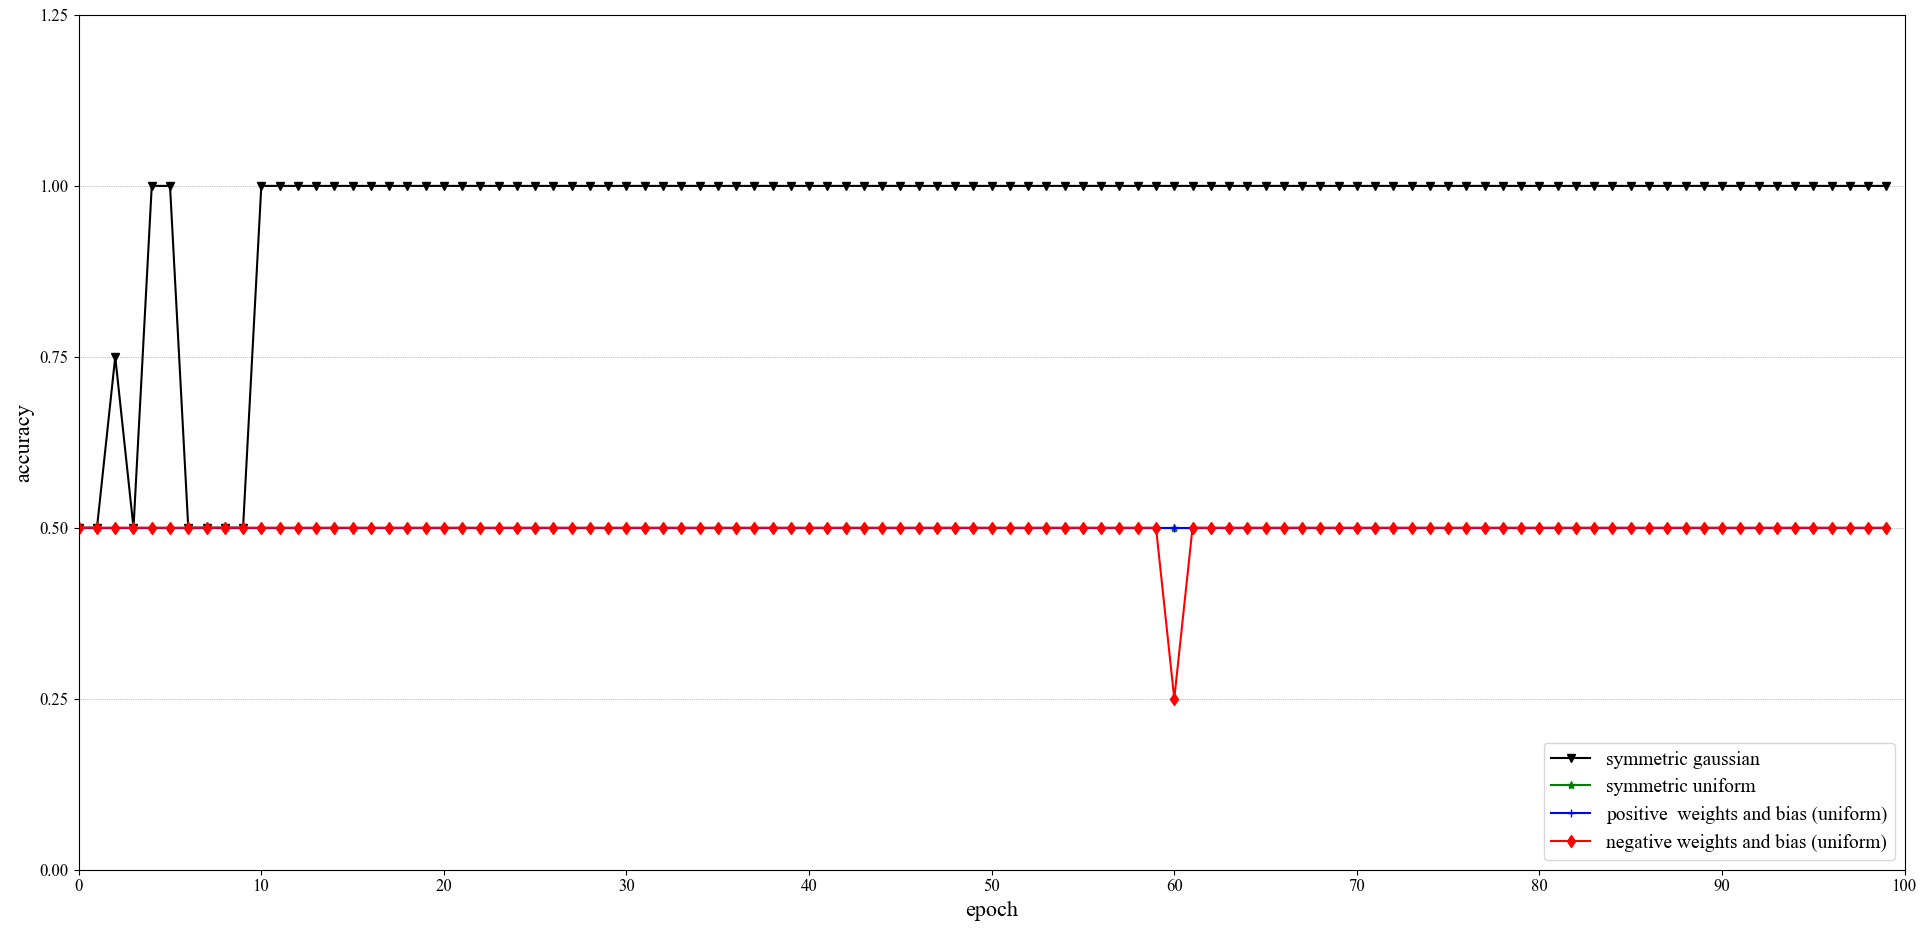 1.25
1.00
0.75
0.50
0.25
0.00
accuracy
0 10 20 30 40 50 60 70 80 90 100
epoch
symmetric gaussian
symmetric uniform
positive  weights and bias (uniform)
negative weights and bias (uniform)